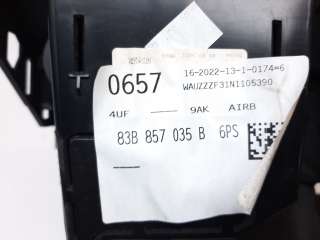 0657
16-2022-13-1-0174=6
WAUZZZF31N1105390
4UF 9AK AIRB
83B 857 035 B 6PS